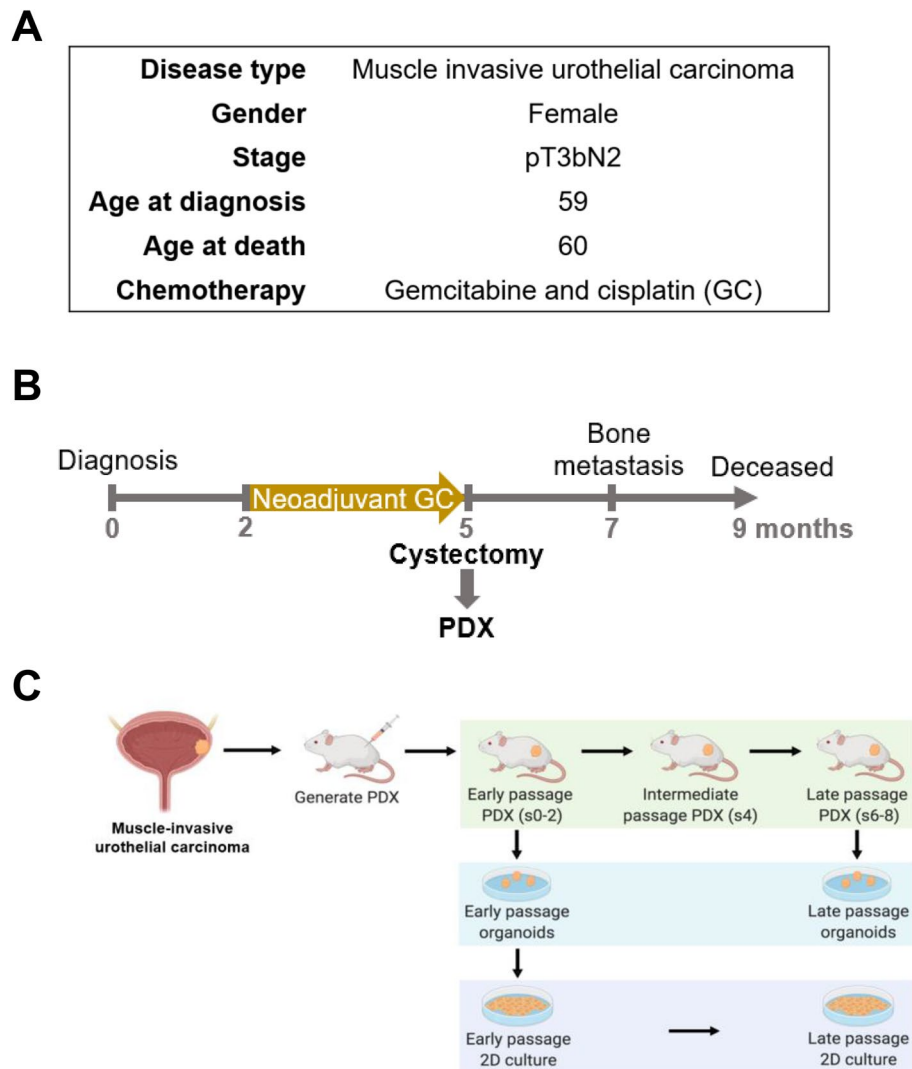 A
Disease type Muscle invasive urothelial carcinoma
Gender Female
Stage pT3bN2
Age at diagnosis 59
Age at death 60
Chemotherapy Gemcitabine and cisplatin (GC)
B
Diagnosis
Bone
metastasis
Deceased
Neoadjuvant GC
0 2 5 7 9 months
Cystectomy
PDX
C
Muscle-invasive
urothelial carcinoma
Generate PDX
Early passage
PDX (s0-2)
Intermediate
passage PDX (s4)
Late passage
PDX (s6-8)
Early passage
organoids
Late passage
organoids
Early passage
2D culture
Late passage
2D culture